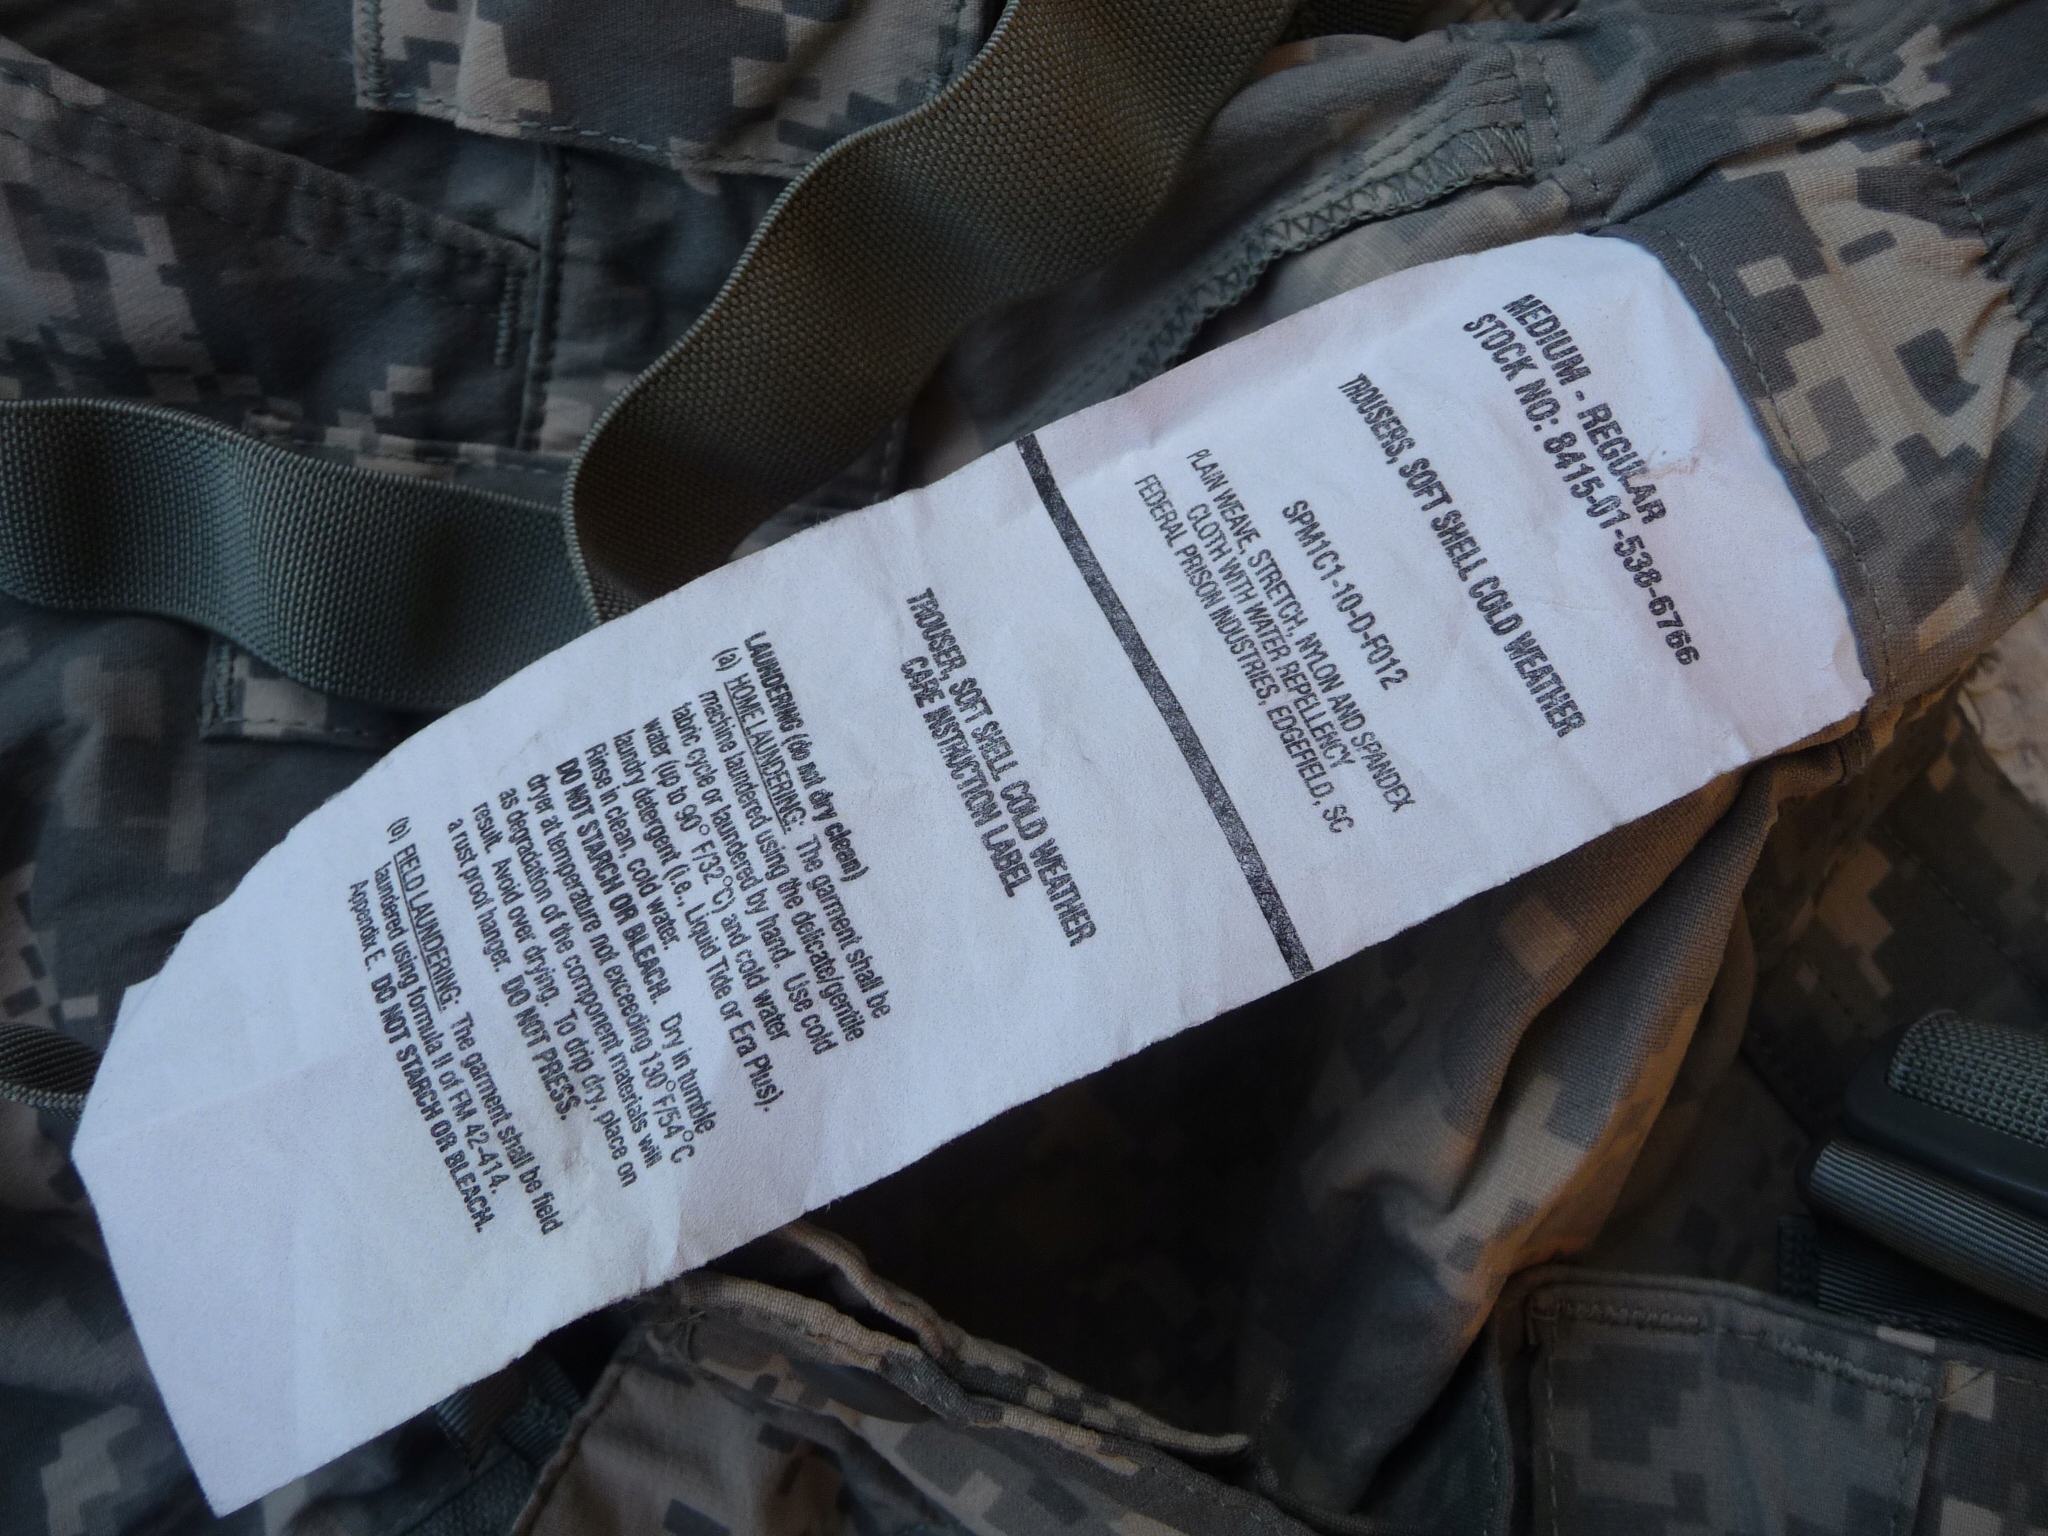 MEDIUM - REGULAR
STOCK NO: 8415-01-538-6766
TROUSERS, SOFT SHELL COLD WEATHER
SPM1C1-10-D-F012
PLAIN WEAVE, STRETCH, NYLON AND SPANDEX
CLOTH WITH WATER REPELLENCY
FEDERAL PRISON INDUSTRIES, EDGEFIELD, SC
TROUSER, SOFT SHELL COLD WEATHER
CARE INSTRUCTION LABEL
LAUNDERING (do not dry clean)
(a) HOME LAUNDERING: The garment shall be
machine laundered using the delicate/gentle
fabric cycle or laundered by hand. Use cold
water (up to 90° F/32°C) and cold water
laundry detergent (i.e., Liquid Tide or Era Plus).
Rinse in clean, cold water.
DO NOT STARCH OR BLEACH. Dry in tumble
dryer at temperature not exceeding 130°F/54°C
as degradation of the component materials will
result. Avoid over drying. To drip dry, place on
a rust proof hanger. DO NOT PRESS.
(b) FIELD LAUNDERING: The garment shall be field
laundered using formula II of FM 42-414.
Appendix E. DO NOT STARCH OR BLEACH.